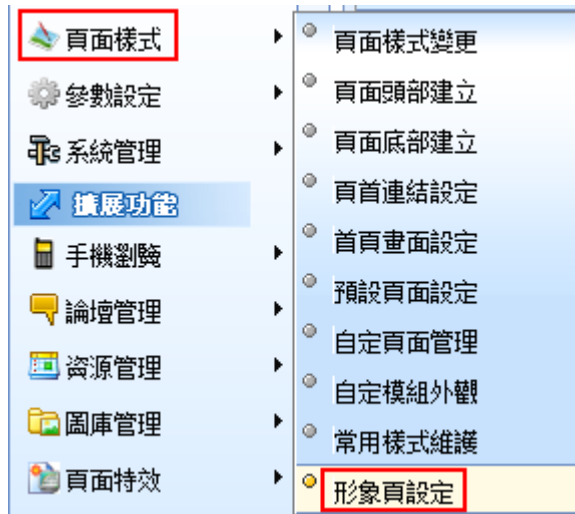 頁面樣式
參數設定
系統管理
擴展功能
手機瀏覽
論壇管理
資源管理
圖庫管理
頁面特效
頁面樣式變更
頁面頭部建立
頁面底部建立
頁首連結設定
首頁畫面設定
預設頁面設定
自定頁面管理
自定模組外觀
常用樣式維護
形象頁設定